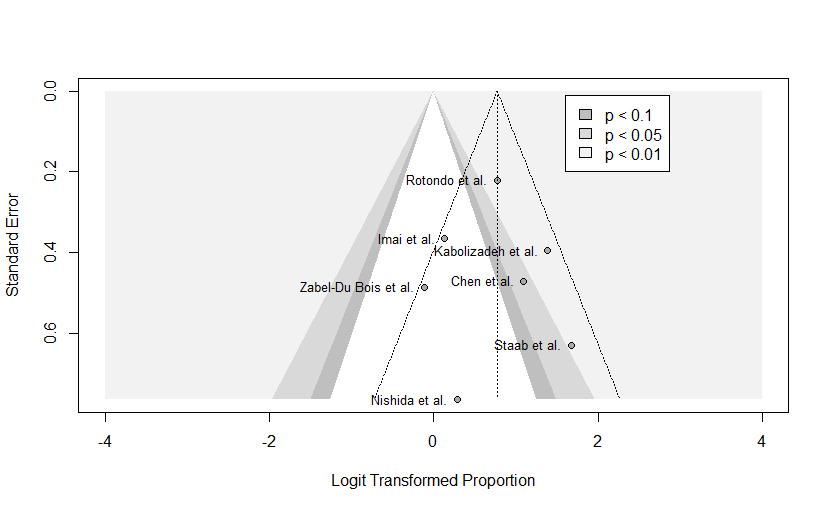 0.0
0.2
0.4
0.6
Standard Error
p < 0.1
p < 0.05
p < 0.01
Rotondo et al.
Imai et al.
Kabolizadeh et al.
Chen et al.
Zabel-Du Bois et al.
Staab et al.
Nishida et al.
-4
-2
0
2
4
Logit Transformed Proportion